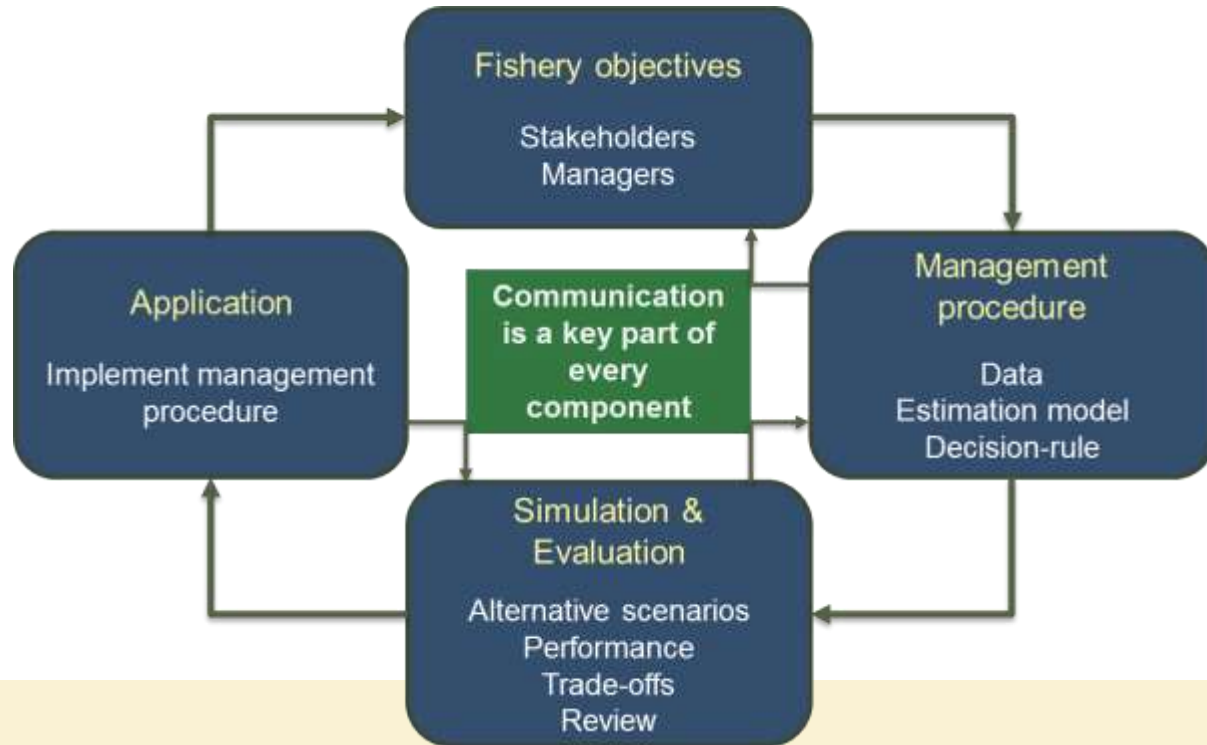 Fishery objectives
Stakeholders
Managers
Application
Implement management
procedure
Communication
is a key part of
every
component
Management
procedure
Data
Estimation model
Decision-rule
Simulation &
Evaluation
Alternative scenarios
Performance
Trade-offs
Review